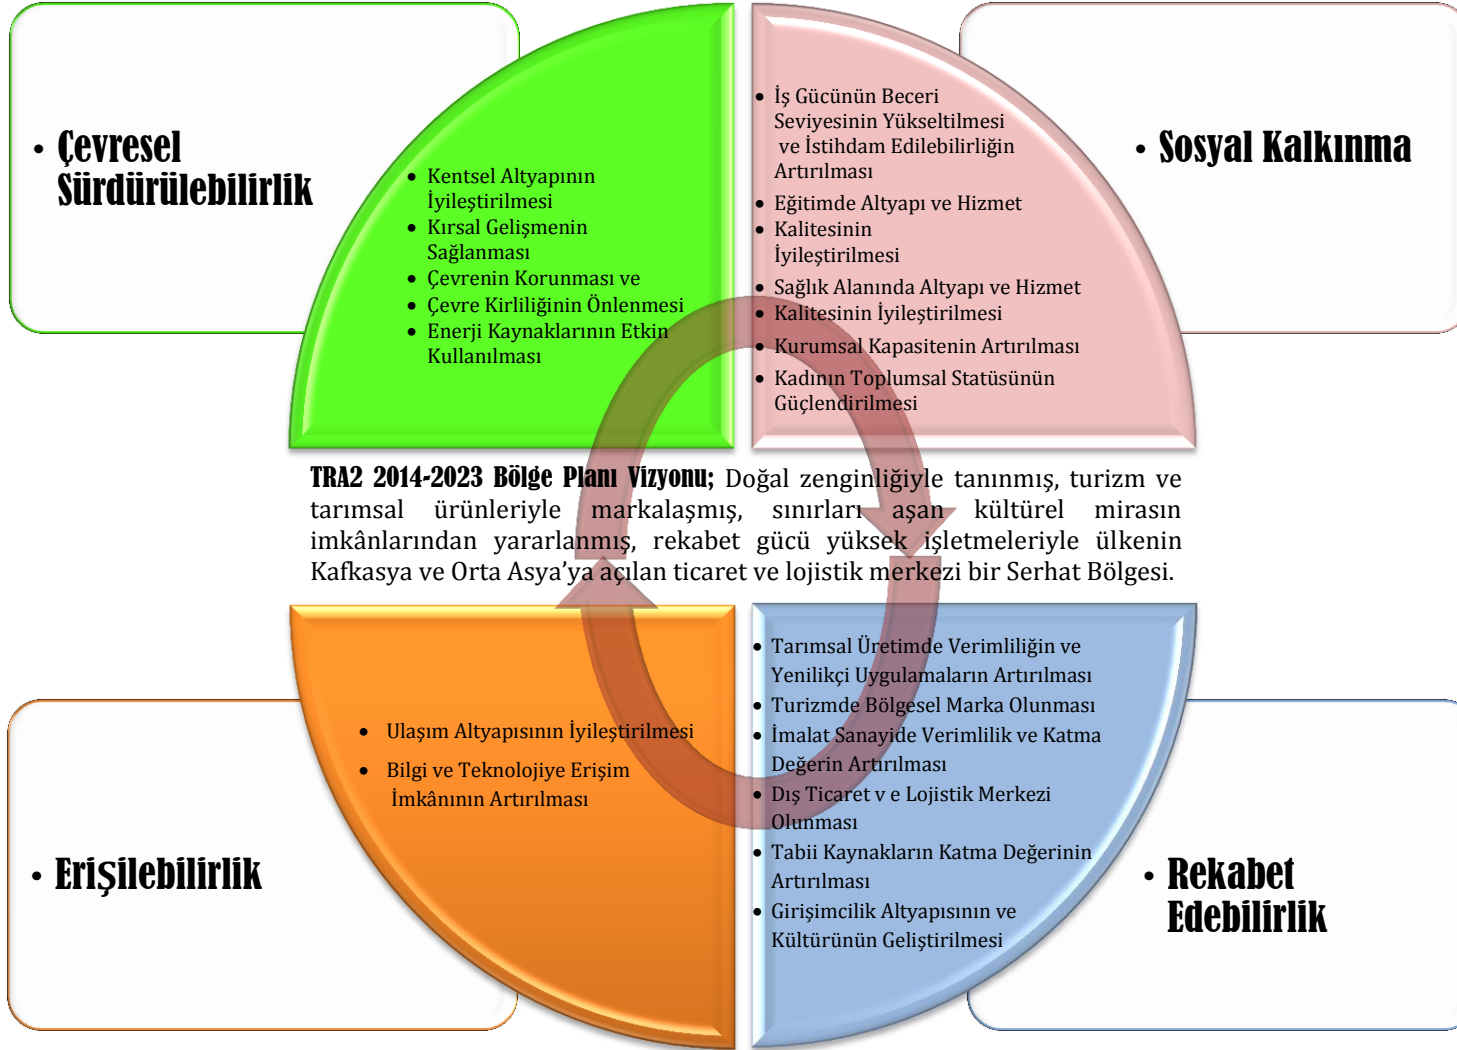 • Çevresel
Sürdürülebilirlik
• Kentsel Altyapının
İyileştirilmesi
• Kırsal Gelişmenin
Sağlanması
• Çevrenin Korunması ve
• Çevre Kirliliğinin Önlenmesi
• Enerji Kaynaklarının Etkin
Kullanılması
• İş Gücünün Beceri
Seviyesinin Yükseltilmesi
ve İstihdam Edilebilirliğin
Artırılması
• Eğitimde Altyapı ve Hizmet
• Kalitesinin
İyileştirilmesi
• Sağlık Alanında Altyapı ve Hizmet
• Kalitesinin İyileştirilmesi
• Kurumsal Kapasitenin Artırılması
• Kadının Toplumsal Statüsünün
Güçlendirilmesi
• Sosyal Kalkınma
TRA2 2014-2023 Bölge Planı Vizyonu; Doğal zenginliğiyle tanınmış, turizm ve
tarımsal ürünleriyle markalaşmış, sınırları aşan kültürel mirasın
imkânlarından yararlanmış, rekabet gücü yüksek işletmeleriyle ülkenin
Kafkasya ve Orta Asya’ya açılan ticaret ve lojistik merkezi bir Serhat Bölgesi.
• Erişilebilirlik
• Ulaşım Altyapısının İyileştirilmesi
• Bilgi ve Teknolojiye Erişim
İmkânının Artırılması
• Tarımsal Üretimde Verimliliğin ve
Yenilikçi Uygulamaların Artırılması
• Turizmde Bölgesel Marka Olunması
• İmalat Sanayide Verimlilik ve Katma
Değerin Artırılması
• Dış Ticaret v e Lojistik Merkezi
Olunması
• Tabii Kaynakların Katma Değerinin
Artırılması
• Girişimcilik Altyapısının ve
Kültürünün Geliştirilmesi
• Rekabet
Edebilirlik